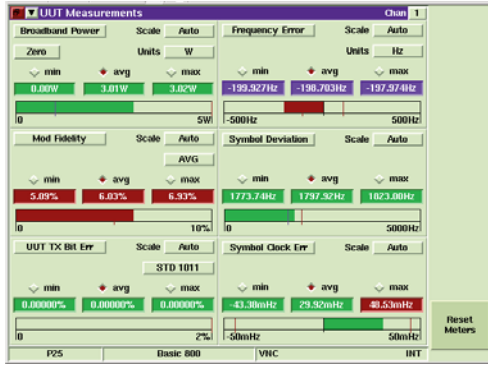 UUT Measurements Chan 1
Broadband Power Scale Auto
Zero Units W
min avg max
0.00W 3.01W 3.02W
0 5W
Frequency Error Scale Auto
Units Hz
min avg max
-199.927Hz -198.703Hz -197.974Hz
-500Hz 500Hz
Mod Fidelity Scale Auto
AVG
min avg max
5.09% 6.03% 6.93%
0 10%
Symbol Deviation Scale Auto
min avg max
1773.74Hz 1797.92Hz 1823.00Hz
0 5000Hz
UUT TX Bit Err Scale Auto
STD 1011
min avg max
0.00000% 0.00000% 0.00000%
0 2%
Symbol Clock Err Scale Auto
min avg max
-43.38mHz 29.92mHz 48.53mHz
-50mHz 50mHz
Reset
Meters
P25 Basic 800 VNC INT